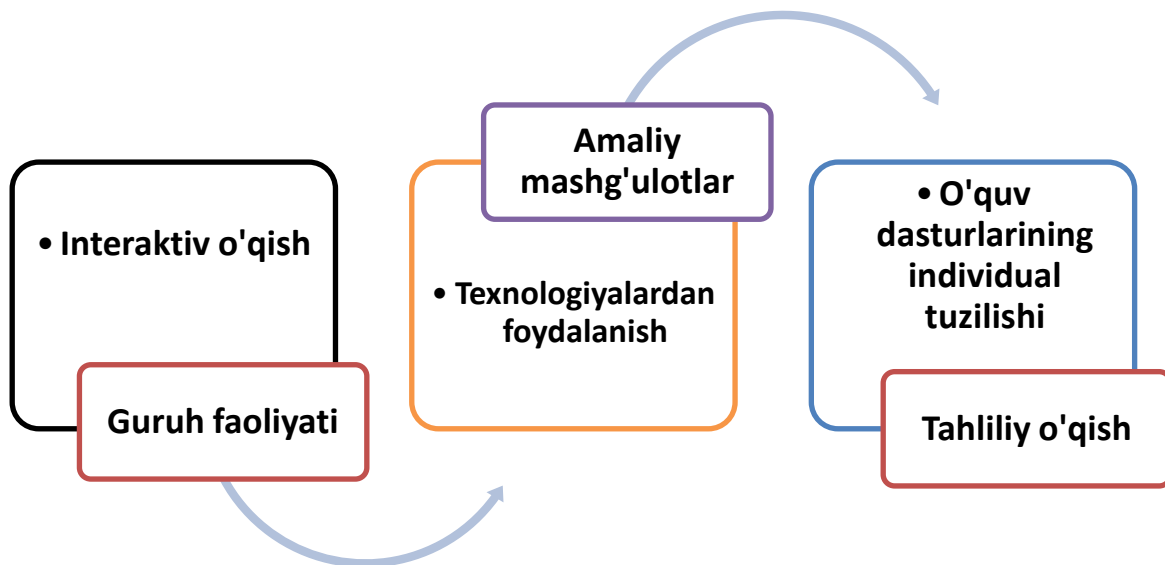 • Interaktiv o'qish
Guruh faoliyati
Amaliy
mashg'ulotlar
• Texnologiyalardan
foydalanish
• O'quv
dasturlarining
individual
tuzilishi
Tahliliy o'qish